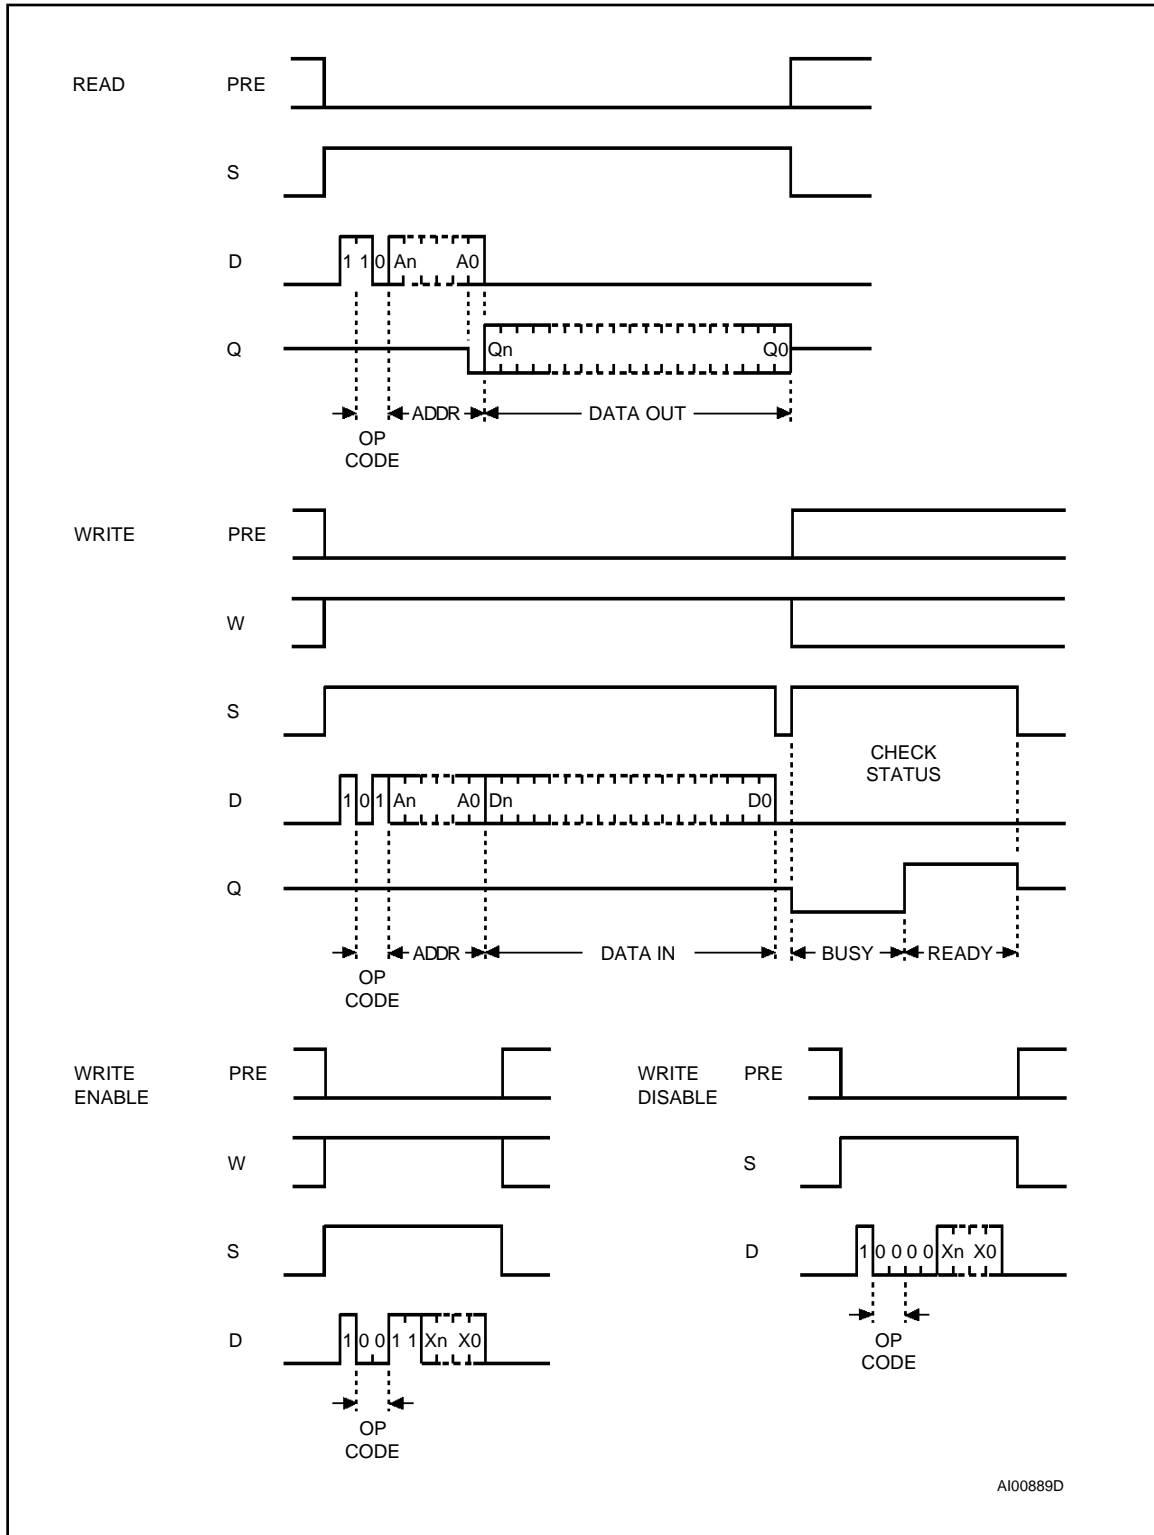 READ PRE
S
D 1 1 0 An A0
Q Qn Q0
ADDR DATA OUT
OP
CODE
WRITE PRE
W
S
CHECK
STATUS
D 1 0 1 An A0 Dn D0
Q
ADDR DATA IN BUSY READY
OP
CODE
WRITE
ENABLE
PRE
W
S
D 1 0 0 1 1 Xn X0
OP
CODE
WRITE
DISABLE
PRE
S
D 1 0 0 0 0 Xn X0
OP
CODE
AI00889D